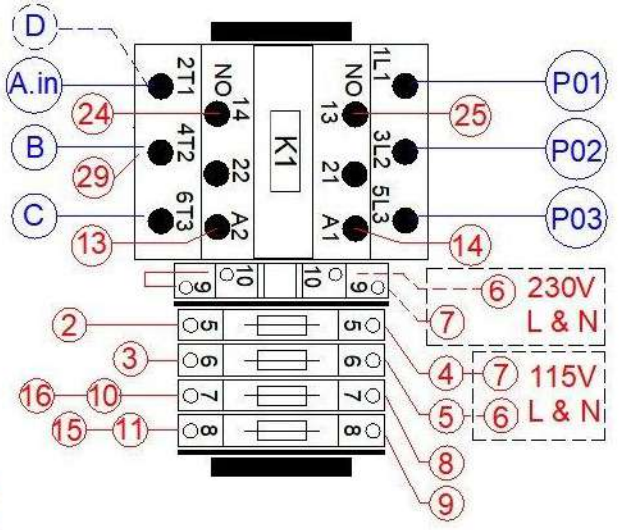 D
2T1
NO
14
NO
13
1L1
A.in
P01
24
25
4T2
22
K1
21
3L2
B
P02
29
6T3
A2
A1
5L3
C
P03
13
14
9
10
10
9
6
230V
7
L & N
2
5
5
3
6
6
4
7
115V
16
10
7
7
5
6
L & N
15
11
8
8
8
9